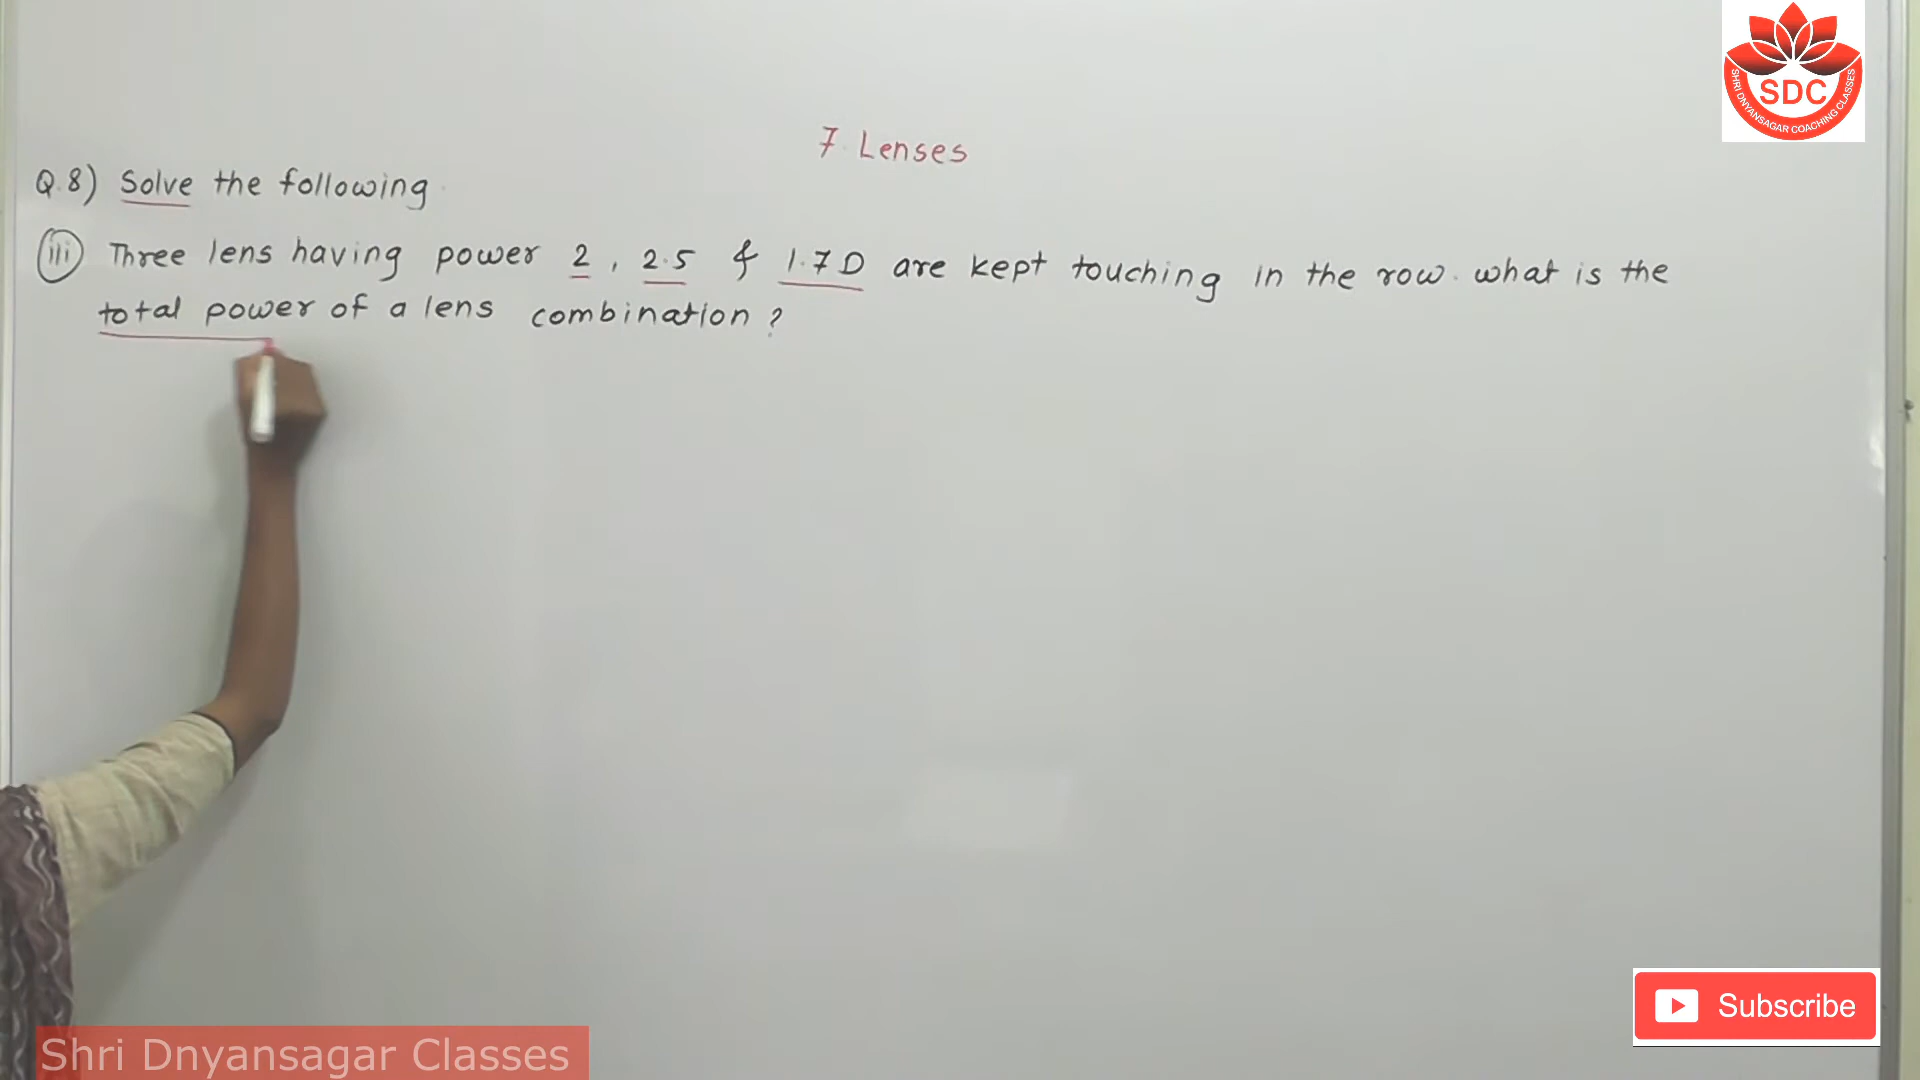 SDC
SHRI DNYANSAGAR COACHING CLASSES
7 Lenses
Q.8) Solve the following.
(iii) Three lens having power 2, 2.5 & 1.7 D are kept touching in the row. what is the
total power of a lens combination?
Subscribe
Shri Dnyansagar Classes